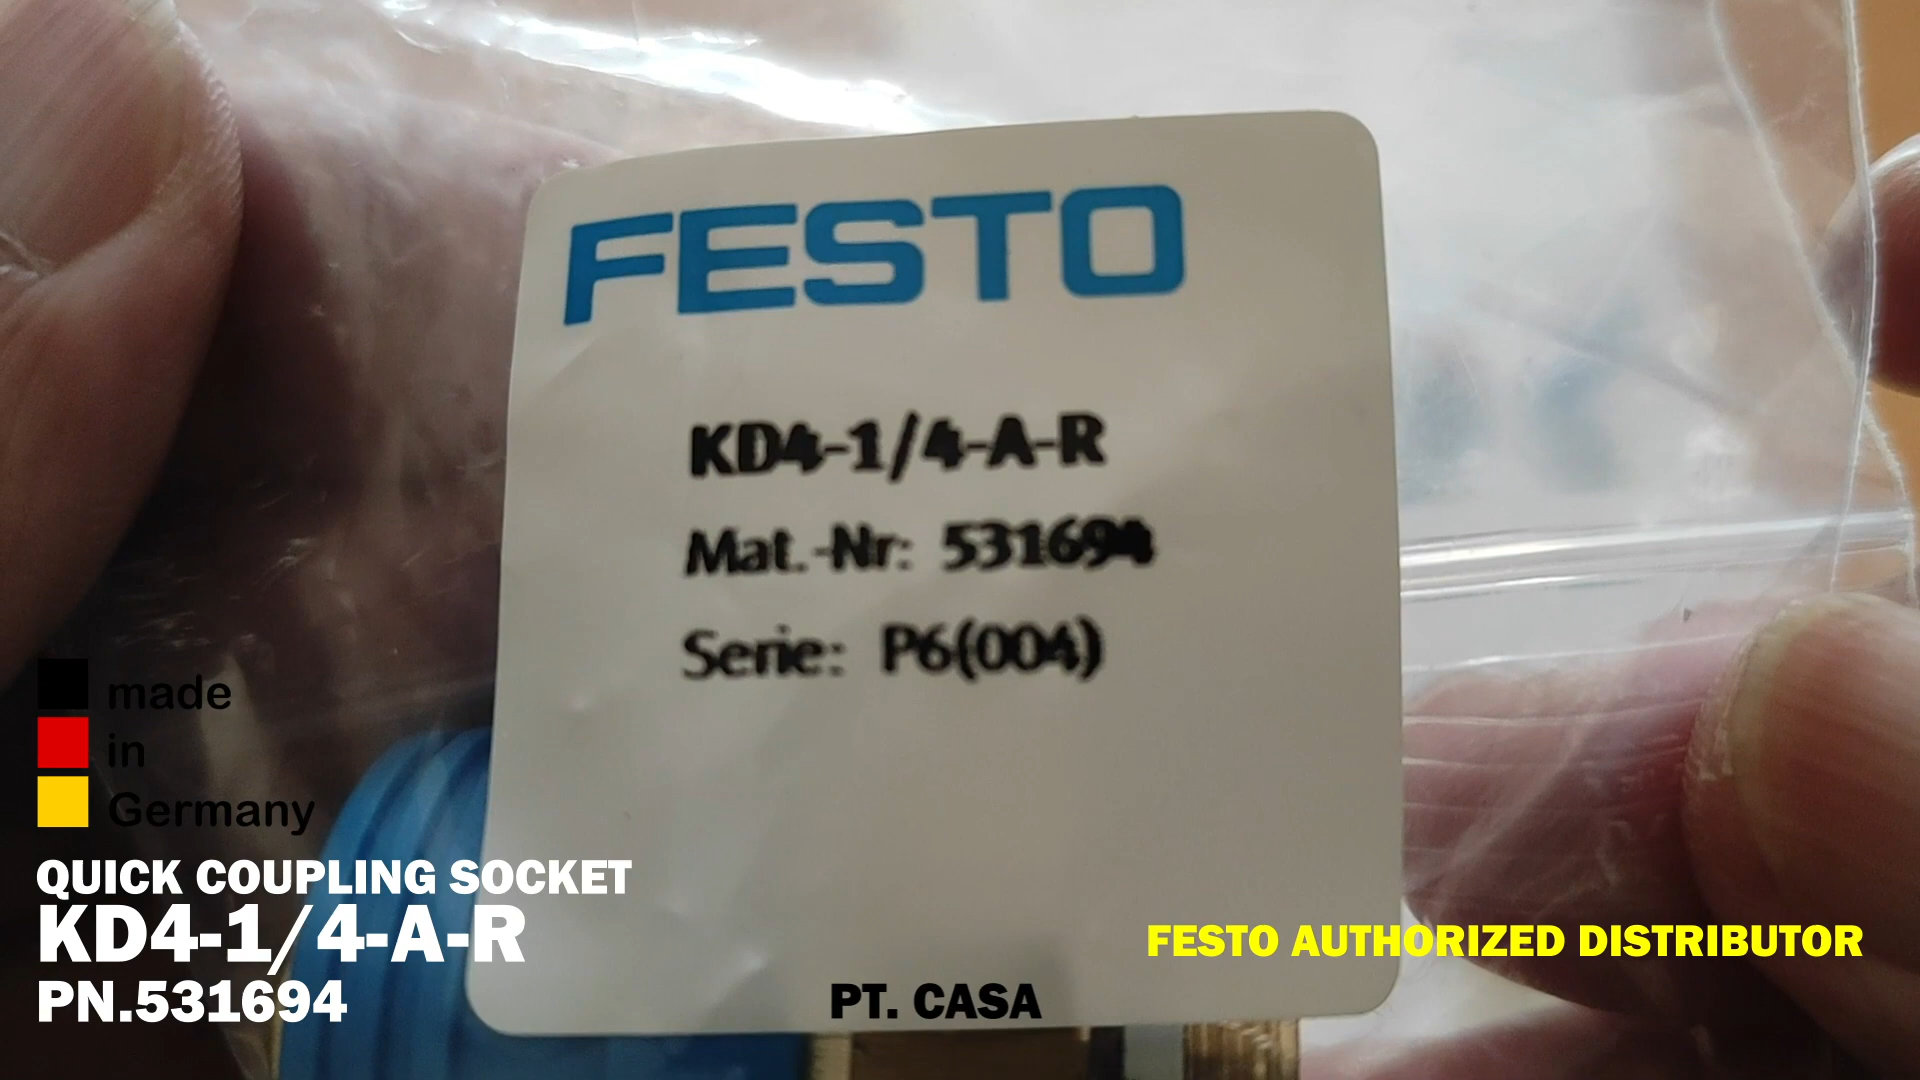 FESTO
KD4-1/4-A-R
Mat.-Nr: 531694
Serie: P6(004)
made
in
Germany
QUICK COUPLING SOCKET
KD4-1/4-A-R
PN.531694
FESTO AUTHORIZED DISTRIBUTOR
PT. CASA